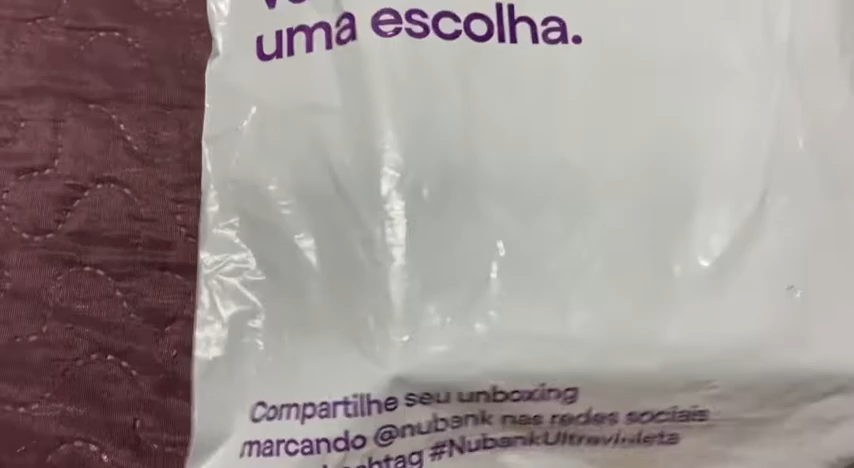 uma escolha.
Compartilhe seu unboxing
marcando @nubank nas redes sociais
#NubankUltravioleta